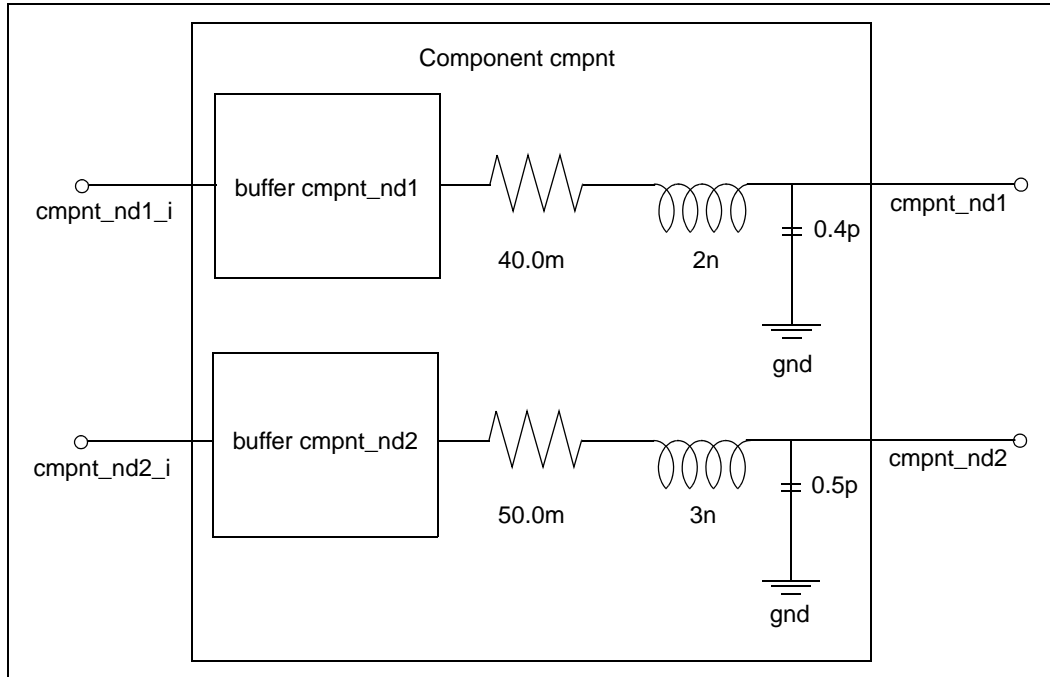 Component cmpnt
buffer cmpnt_nd1
cmpnt_nd1_i
cmpnt_nd1
0.4p
40.0m
2n
gnd
buffer cmpnt_nd2
cmpnt_nd2_i
cmpnt_nd2
0.5p
50.0m
3n
gnd